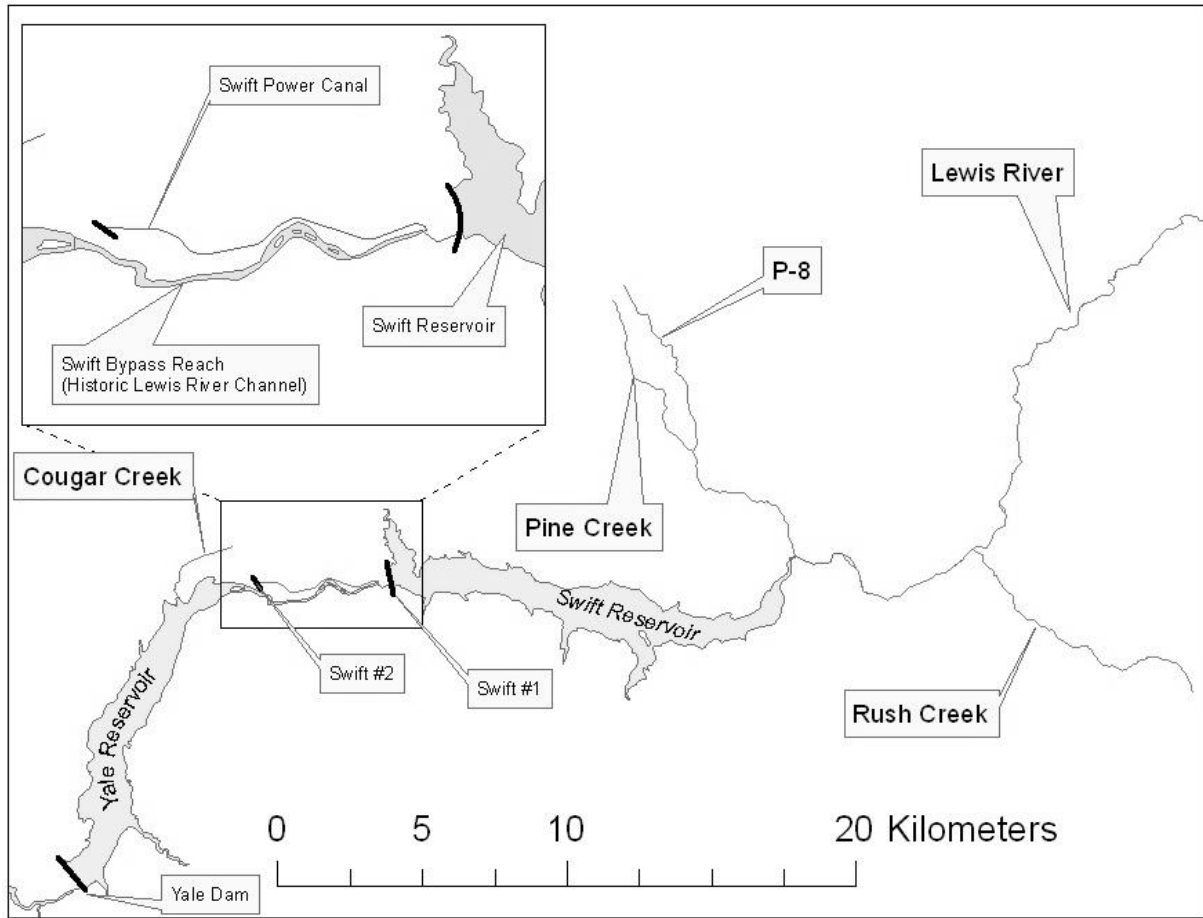 Swift Power Canal
Swift Reservoir
Swift Bypass Reach
(Historic Lewis River Channel)
Lewis River
P-8
Cougar Creek
Pine Creek
Swift Reservoir
Rush Creek
Swift #2
Swift #1
Yale Reservoir
0 5 10 20 Kilometers
Yale Dam